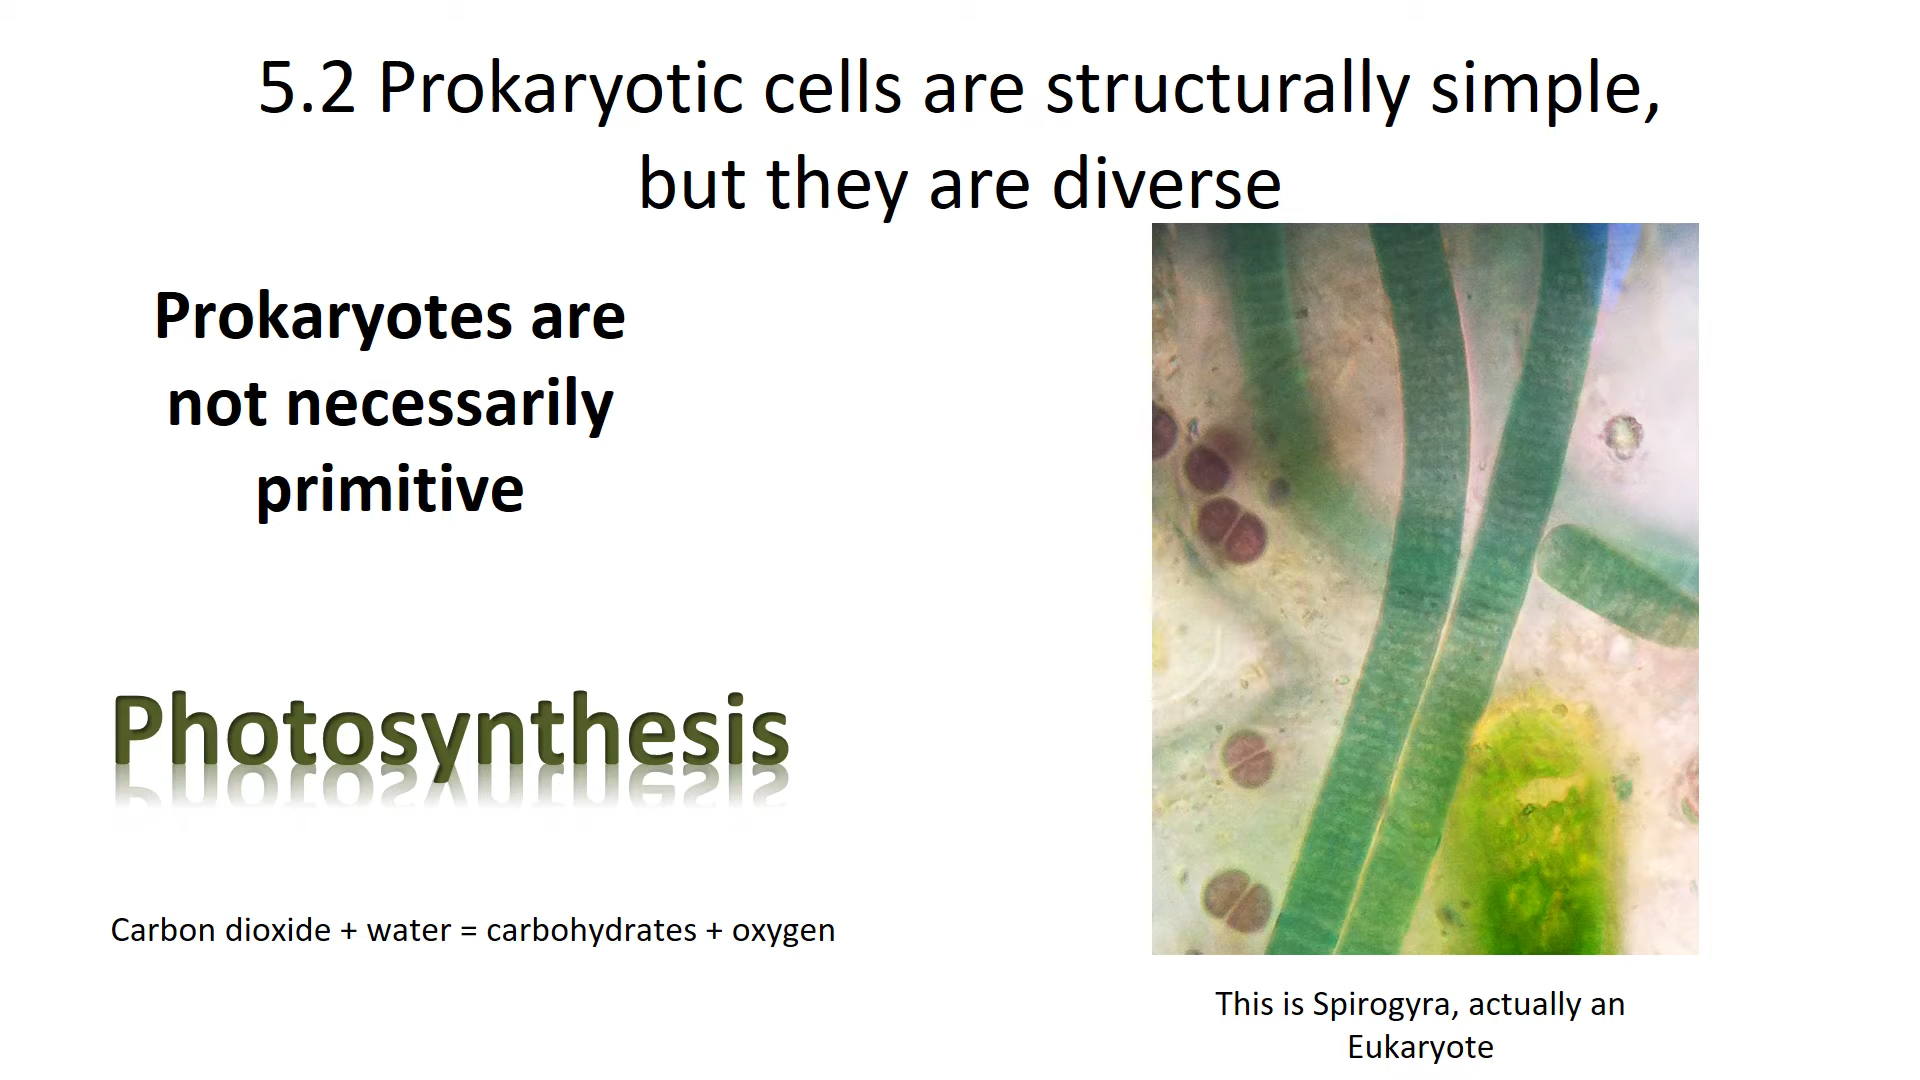 5.2 Prokaryotic cells are structurally simple,
but they are diverse
Prokaryotes are
not necessarily
primitive
Photosynthesis
Carbon dioxide + water = carbohydrates + oxygen
This is Spirogyra, actually an
Eukaryote